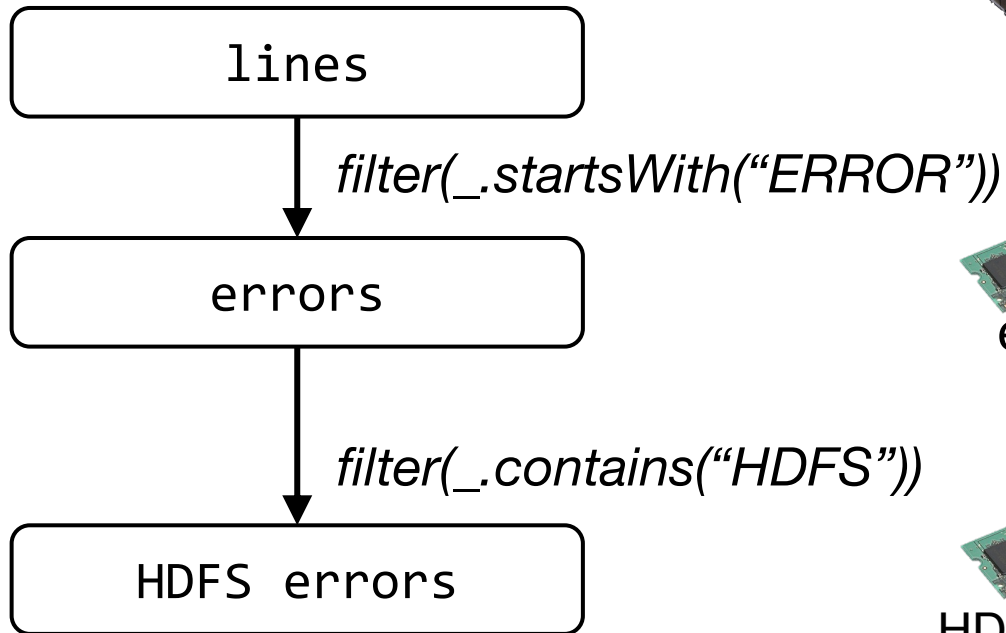 lines
filter(_.startsWith(“ERROR”))
errors
filter(_.contains(“HDFS”))
HDFS errors